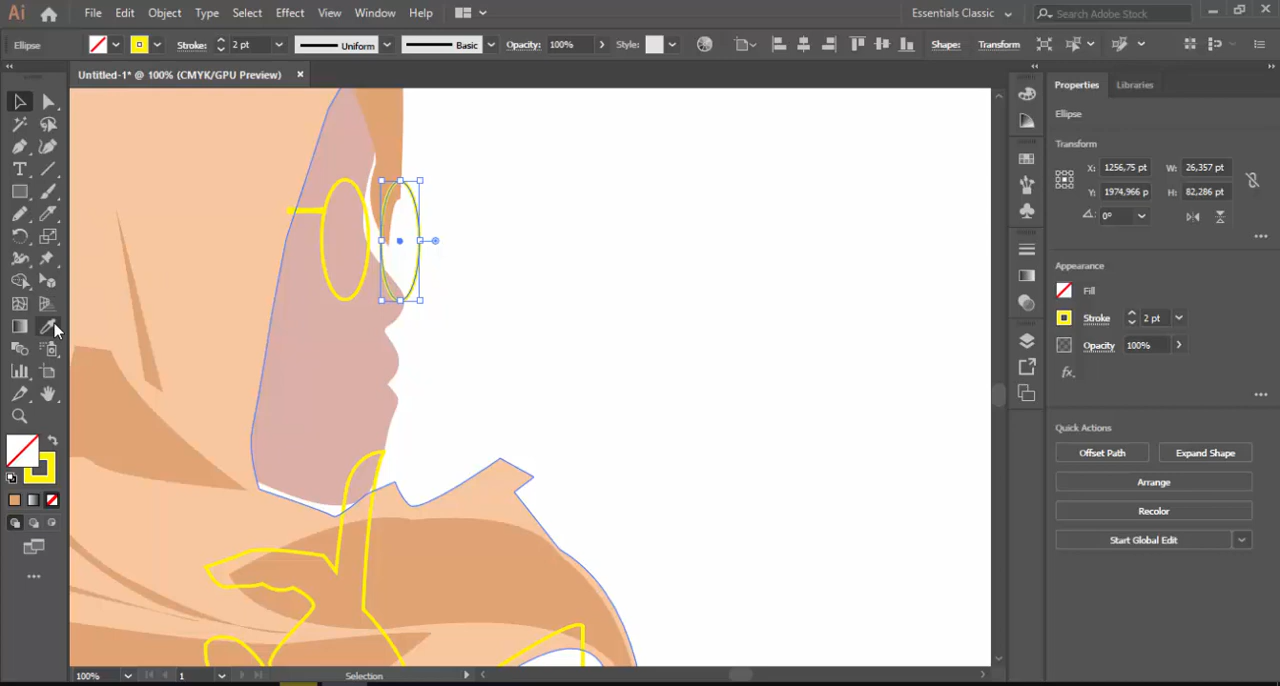 Ai File Edit Object Type Select Effect View Window Help Essentials Classic Search Adobe Stock
Ellipse Stroke: 2 pt Uniform Basic Opacity: 100% Style: Shape: Transform
Untitled-1* @ 100% (CMYK/GPU Preview) Properties Libraries
Ellipse
Transform
X: 1256,75 pt W: 26,357 pt
Y: 1974,966 p H: 82,286 pt
0°
Appearance
Fill
Stroke 2 pt
Opacity 100%
fx.
Quick Actions
Offset Path Expand Shape
Arrange
Recolor
Start Global Edit
100% 1 Selection